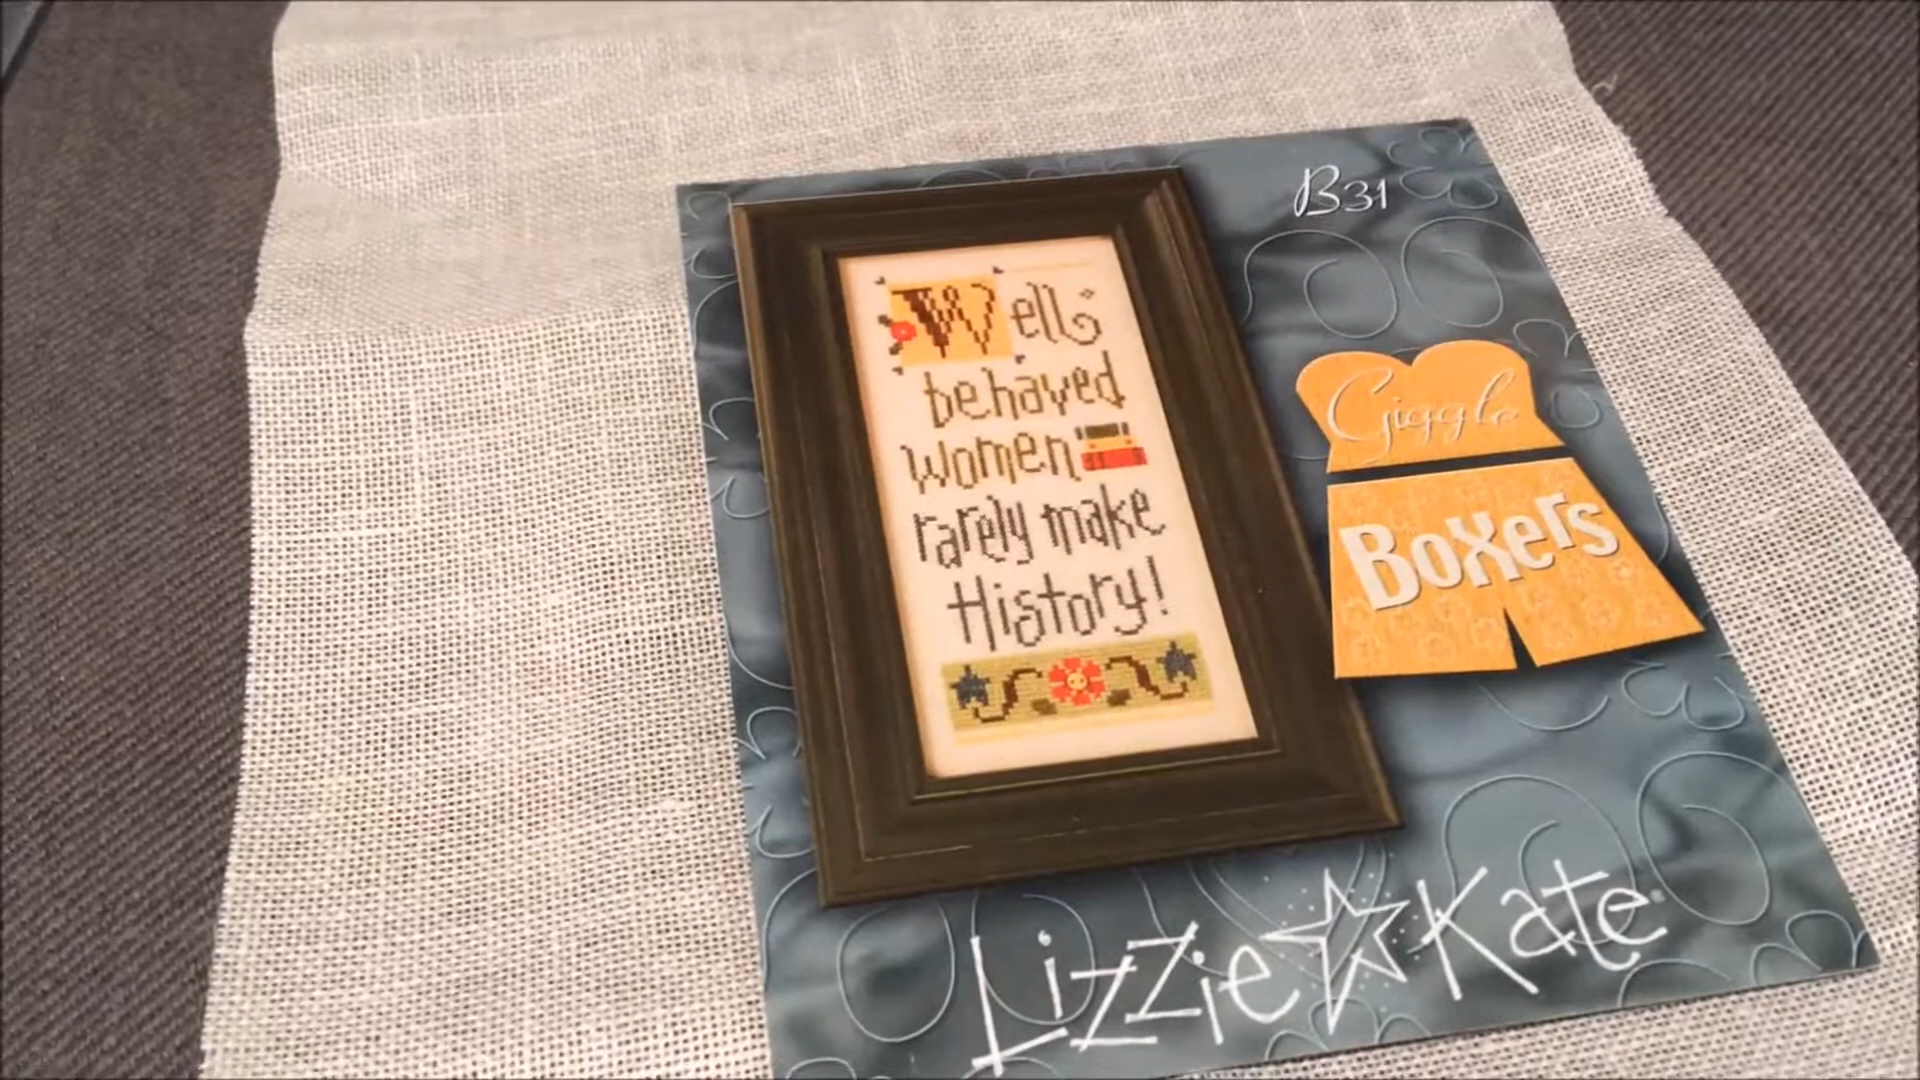 B31
Well
behaved
women
rarely make
History!
Giggle
Boxers
Lizzie Kate